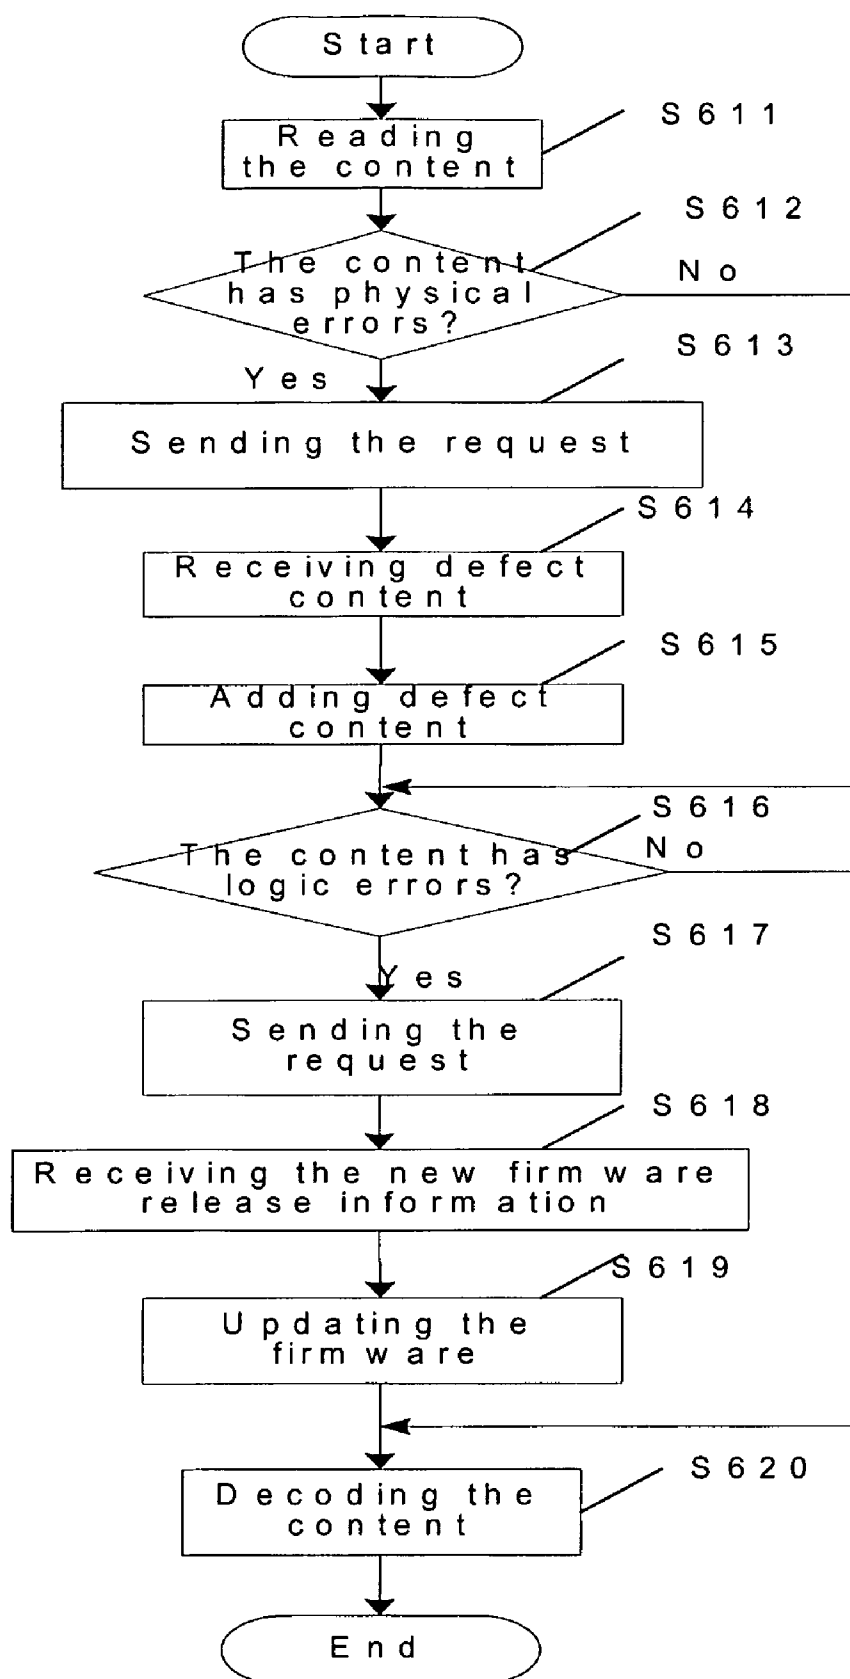 Start
S611
Reading
the content
S612
The content
has physical
errors?
No
S613
Yes
Sending the request
S614
Receiving defect
content
S615
Adding defect
content
S616
The content has
logic errors?
No
S617
Yes
Sending the
request
S618
Receiving the new firmware
release information
S619
Updating the
firmware
S620
Decoding the
content
End